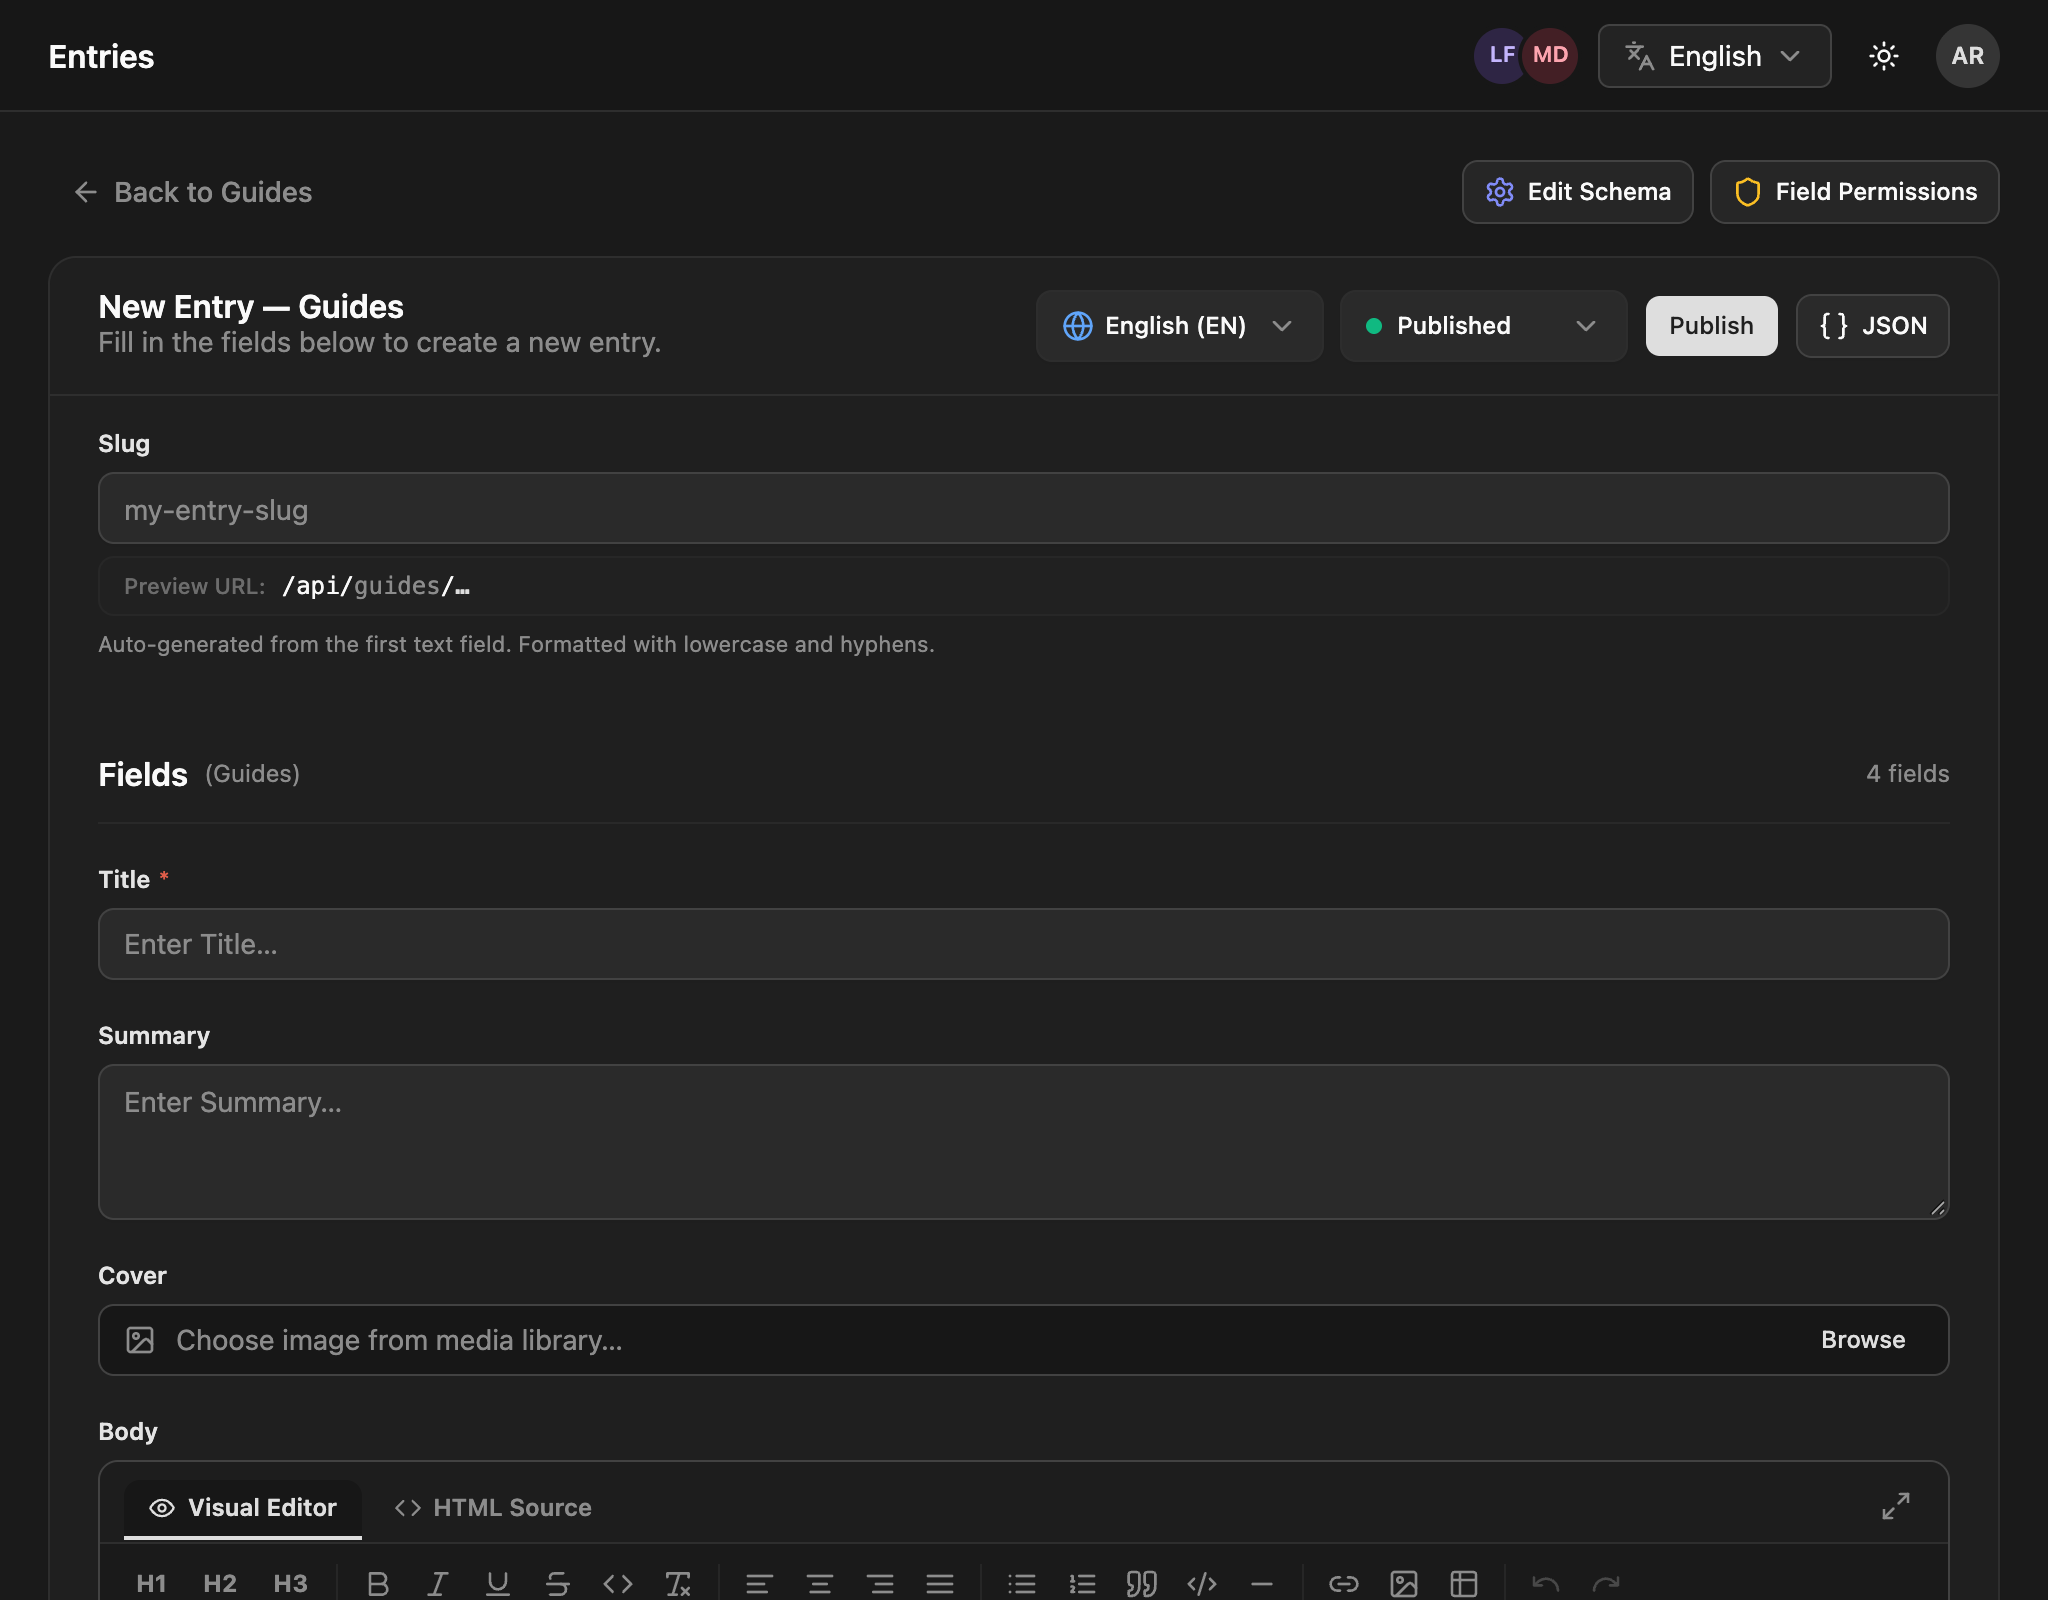 Entries
LF
MD
English
AR
Back to Guides
Edit Schema
Field Permissions
New Entry — Guides
Fill in the fields below to create a new entry.
English (EN)
Published
Publish
{ } JSON
Slug
my-entry-slug
Preview URL: /api/guides/…
Auto-generated from the first text field. Formatted with lowercase and hyphens.
Fields (Guides)
4 fields
Title *
Enter Title...
Summary
Enter Summary...
Cover
Choose image from media library...
Browse
Body
Visual Editor
HTML Source
H1 H2 H3